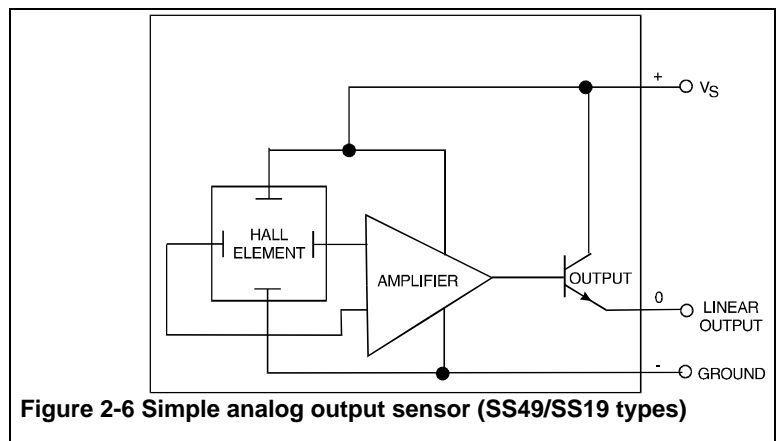 +
VS
HALL
ELEMENT
AMPLIFIER
OUTPUT
0
LINEAR
OUTPUT
-
GROUND
Figure 2-6 Simple analog output sensor (SS49/SS19 types)